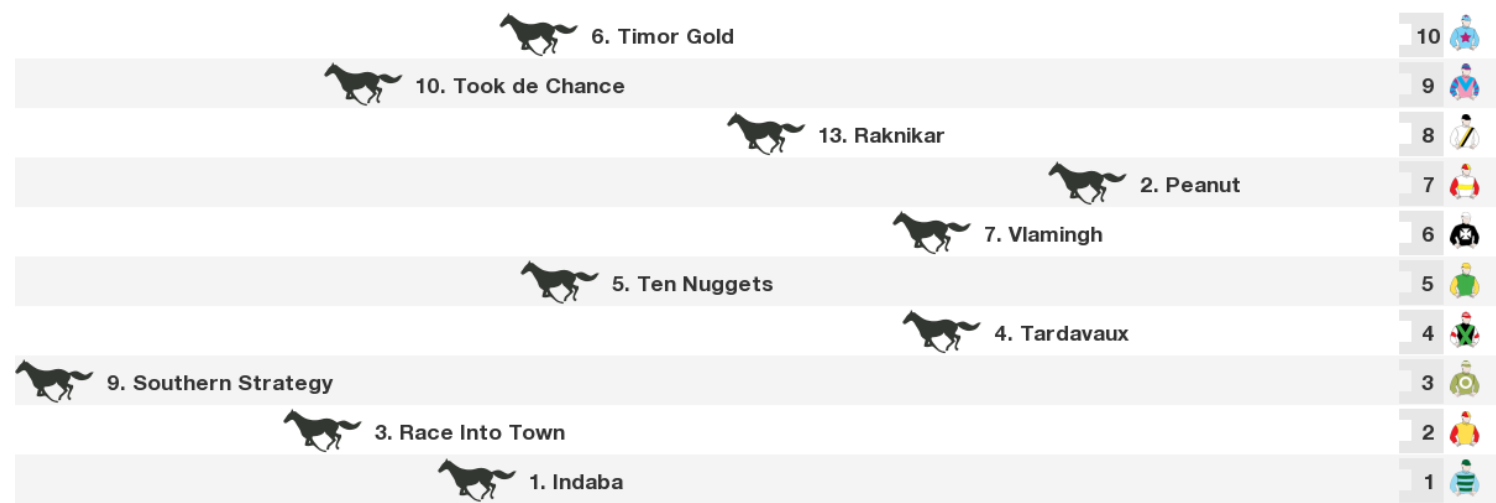 6. Timor Gold 10
10. Took de Chance 9
13. Raknikar 8
2. Peanut 7
7. Vlamingh 6
5. Ten Nuggets 5
4. Tardavaux 4
9. Southern Strategy 3
3. Race Into Town 2
1. Indaba 1